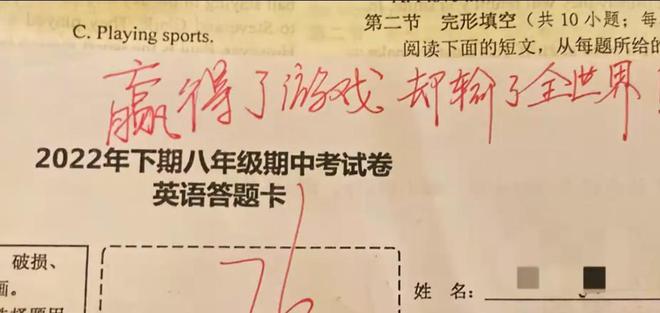 C. Playing sports.
第二节 完形填空（共 10 小题；每
阅读下面的短文，从每题所给的
赢得了游戏 却输了全世界
2022年下期八年级期中考试卷
英语答题卡
76
破损、
画。
姓 名：